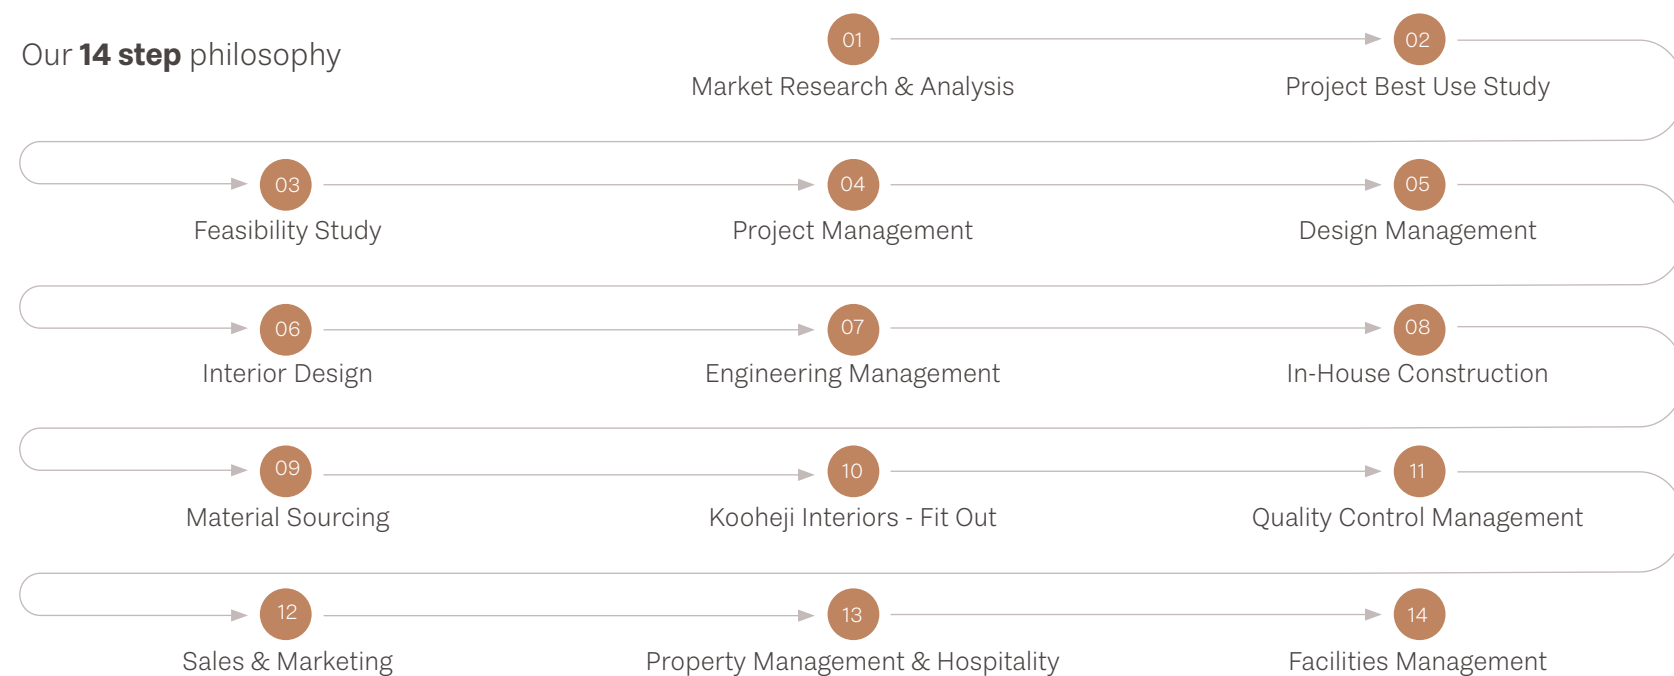 Our 14 step philosophy
01
02
Market Research & Analysis
Project Best Use Study
03
04
05
Feasibility Study
Project Management
Design Management
06
07
08
Interior Design
Engineering Management
In-House Construction
09
10
11
Material Sourcing
Kooheji Interiors - Fit Out
Quality Control Management
12
13
14
Sales & Marketing
Property Management & Hospitality
Facilities Management